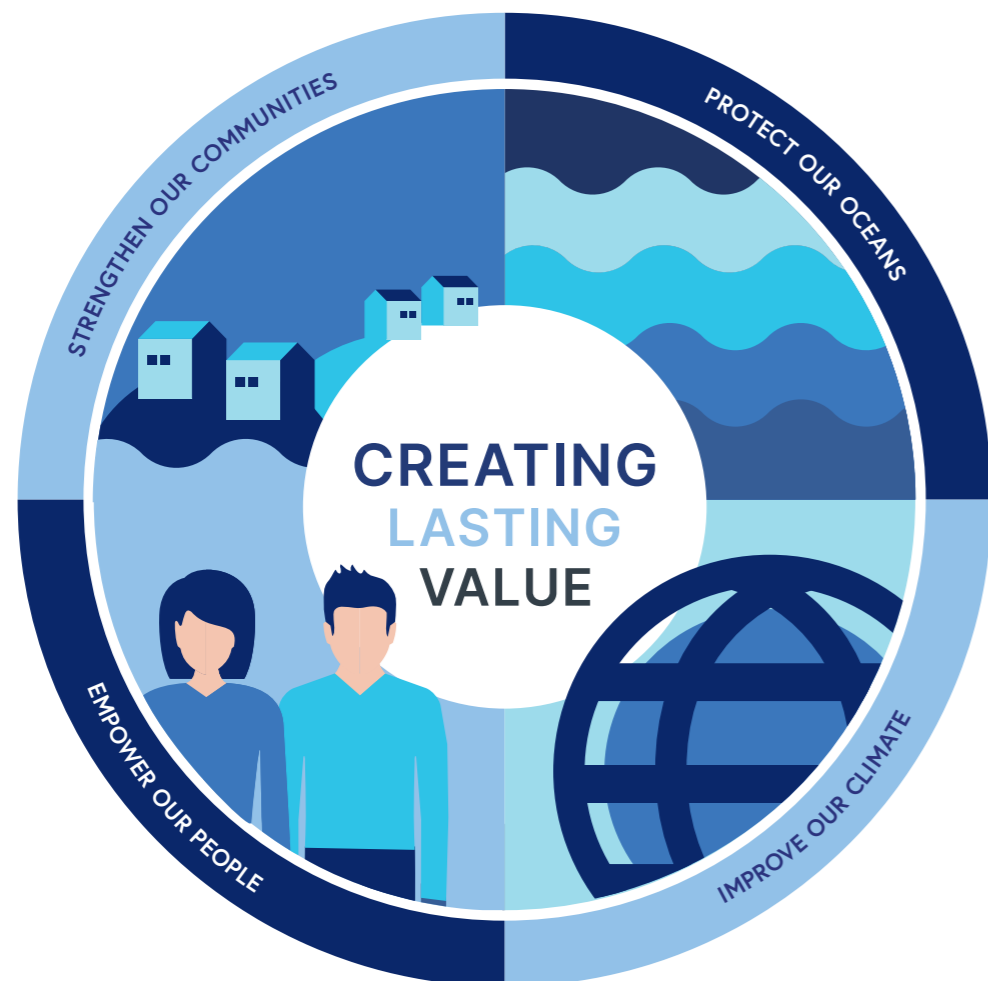 STRENGTHEN OUR COMMUNITIES
PROTECT OUR OCEANS
CREATING
LASTING
VALUE
EMPOWER OUR PEOPLE
IMPROVE OUR CLIMATE